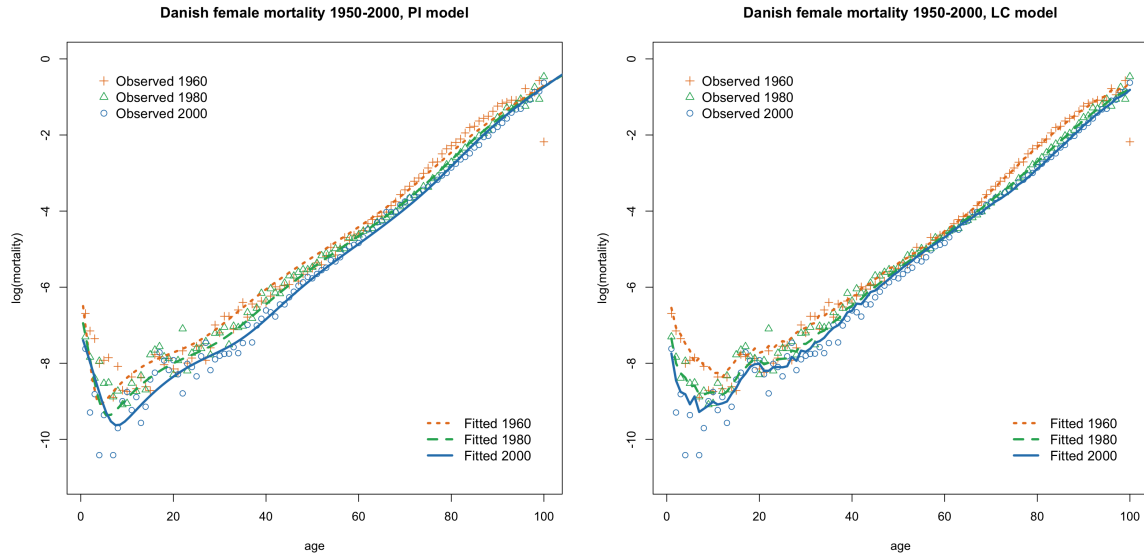 Danish female mortality 1950-2000, PI model
0
-2
-4
-6
-8
-10
log(mortality)
Observed 1960
Observed 1980
Observed 2000
Fitted 1960
Fitted 1980
Fitted 2000
0 20 40 60 80 100
age
Danish female mortality 1950-2000, LC model
0
-2
-4
-6
-8
-10
log(mortality)
Observed 1960
Observed 1980
Observed 2000
Fitted 1960
Fitted 1980
Fitted 2000
0 20 40 60 80 100
age